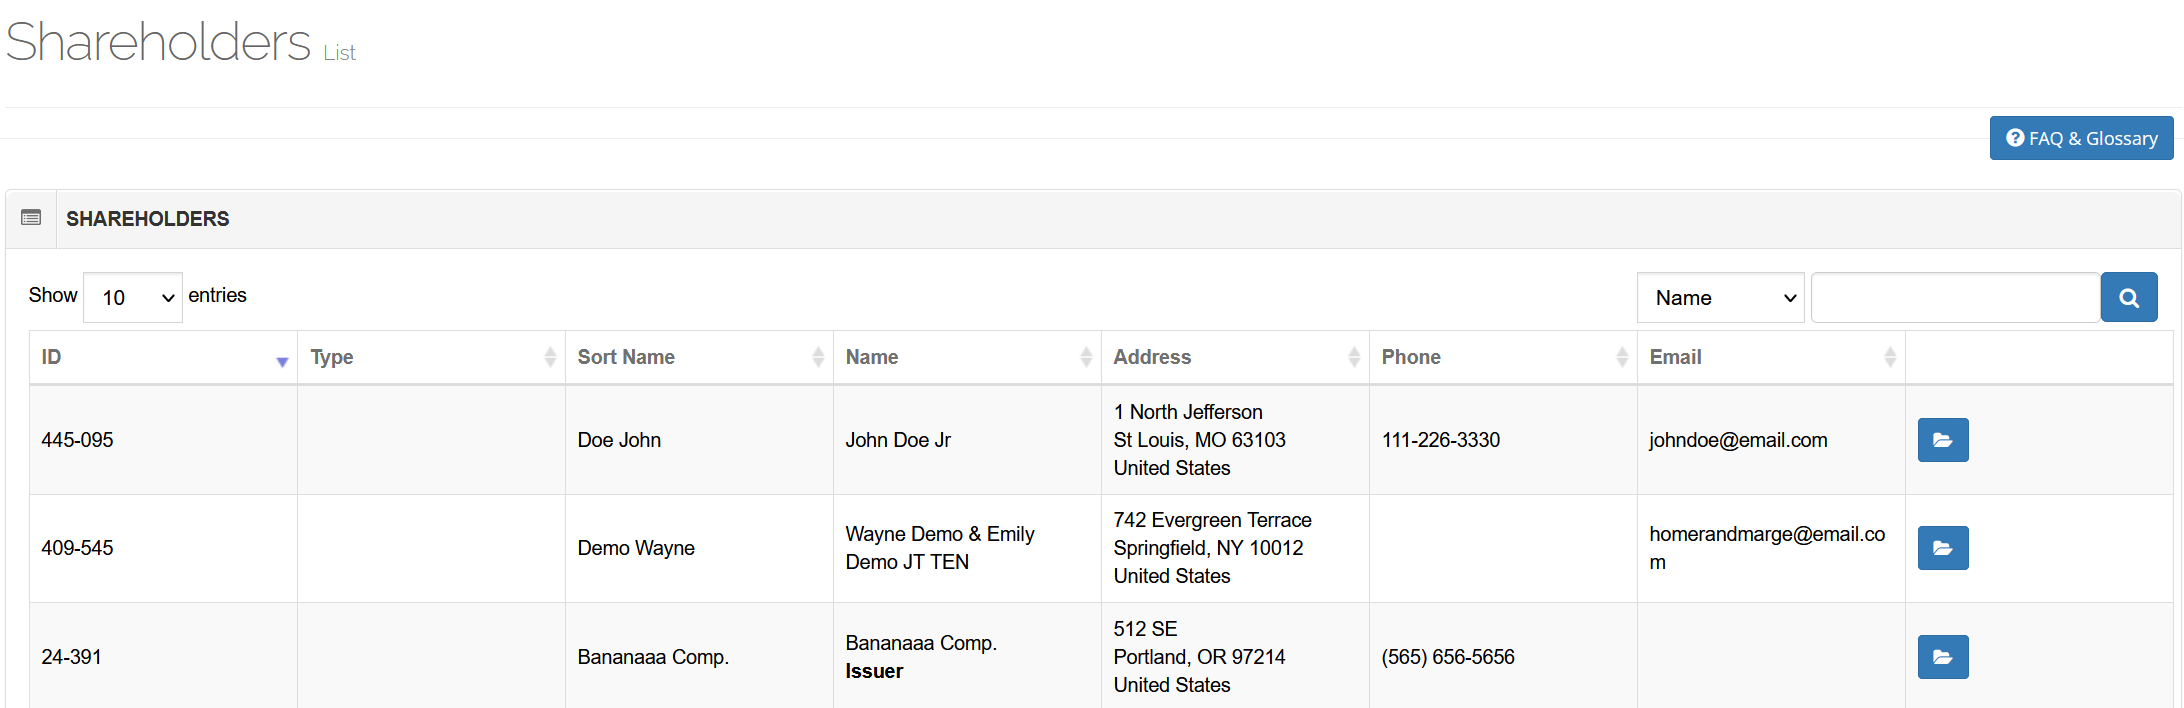 Shareholders List
FAQ & Glossary
SHAREHOLDERS
Show 10 entries Name
ID Type Sort Name Name Address Phone Email
445-095 Doe John John Doe Jr 1 North Jefferson
St Louis, MO 63103
United States 111-226-3330 johndoe@email.com
409-545 Demo Wayne Wayne Demo & Emily
Demo JT TEN 742 Evergreen Terrace
Springfield, NY 10012
United States homerandmarge@email.co
m
24-391 Bananaaa Comp. Bananaaa Comp.
Issuer 512 SE
Portland, OR 97214
United States (565) 656-5656